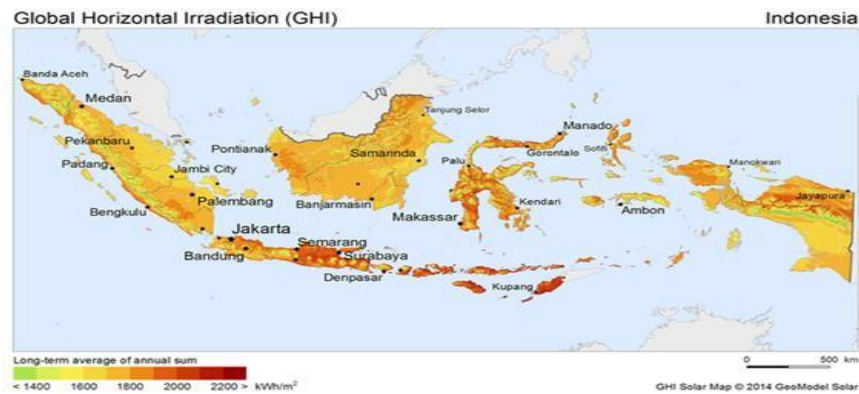 Global Horizontal Irradiation (GHI)
Indonesia
Banda Aceh
Medan
Tanjung Selor
Pekanbaru
Pontianak
Manado
Samarinda
Sofifi
Gorontalo
Padang
Jambi City
Palu
Manokwari
Palembang
Jayapura
Bengkulu
Banjarmasin
Kendari
Ambon
Makassar
Jakarta
Semarang
Bandung
Surabaya
Denpasar
Kupang
Long-term average of annual sum
0 500 km
< 1400 1600 1800 2000 2200 > kWh/m²
GHI Solar Map © 2014 GeoModel Solar